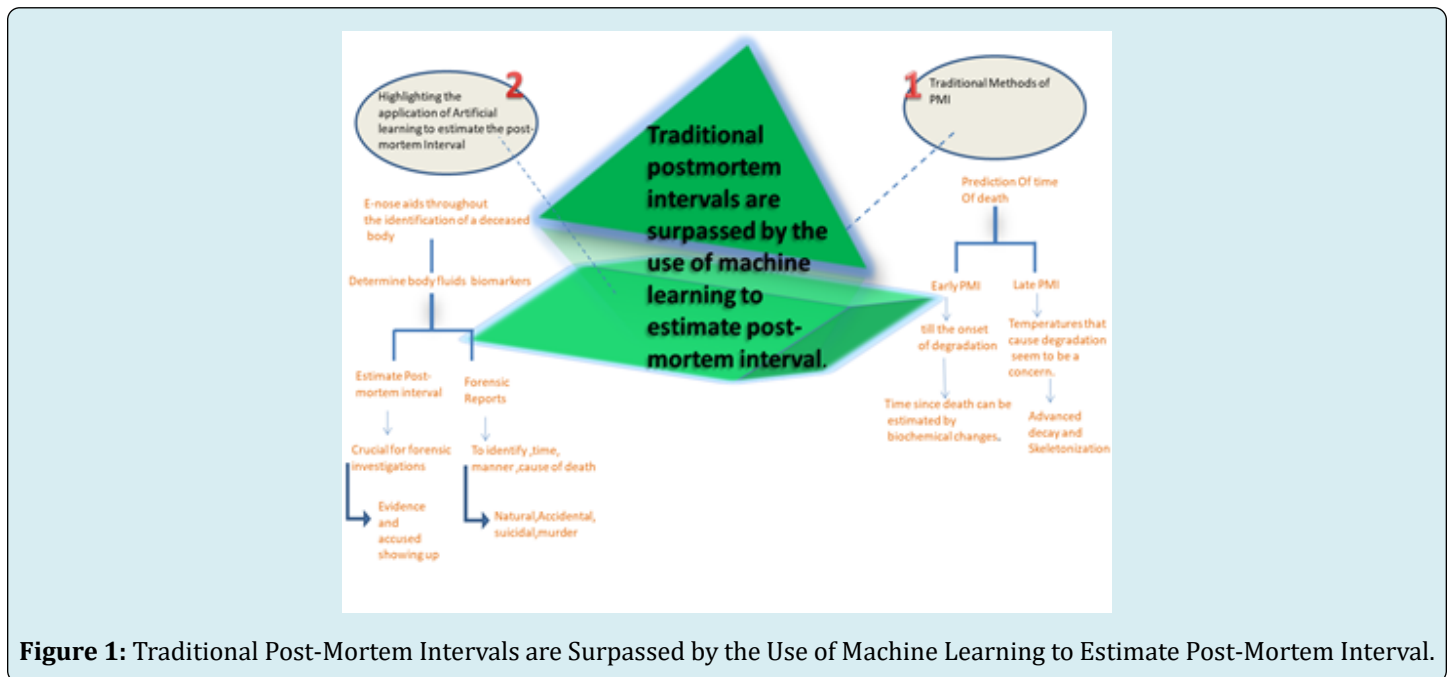 2
Highlighting the
application of Artificial
learning to estimate the post-
mortem Interval
E-nose aids throughout
the identification of a deceased
body
Determine body fluids biomarkers
Estimate Post-
mortem interval
Forensic
Reports
Crucial for forensic
investigations
To identify ,time,
manner ,cause of death
Evidence
and
accused
showing up
Natural,Accidental,
suicidal,murder
Traditional
postmortem
intervals are
surpassed by the
use of machine
learning to
estimate post-
mortem interval.
1
Traditional Methods of
PMI
Prediction Of time
Of death
Early PMI
Late PMI
till the onset
of degradation
Temperatures that
cause degradation
seem to be a
concern.
Time since death can be
estimated by
biochemical changes.
Advanced
decay and
Skeletonization
Figure 1: Traditional Post-Mortem Intervals are Surpassed by the Use of Machine Learning to Estimate Post-Mortem Interval.